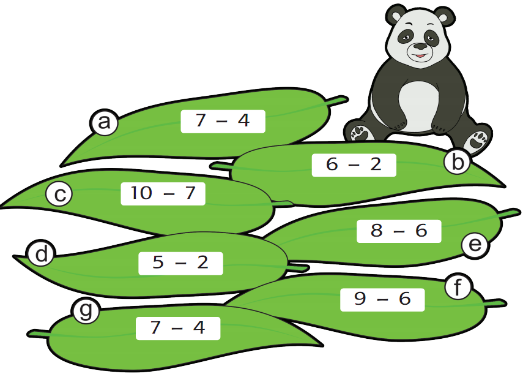 a 7 – 4
6 – 2 b
c 10 – 7
8 – 6 e
d 5 – 2
9 – 6 f
g 7 – 4